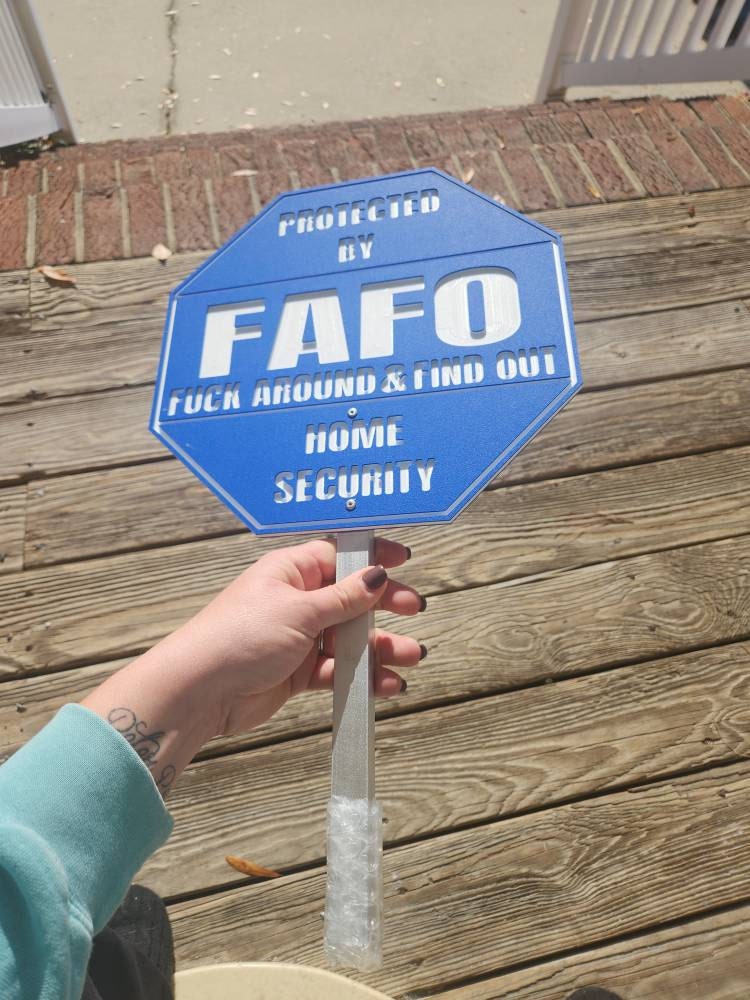 PROTECTED
BY
FAFO
FUCK AROUND & FIND OUT
HOME
SECURITY